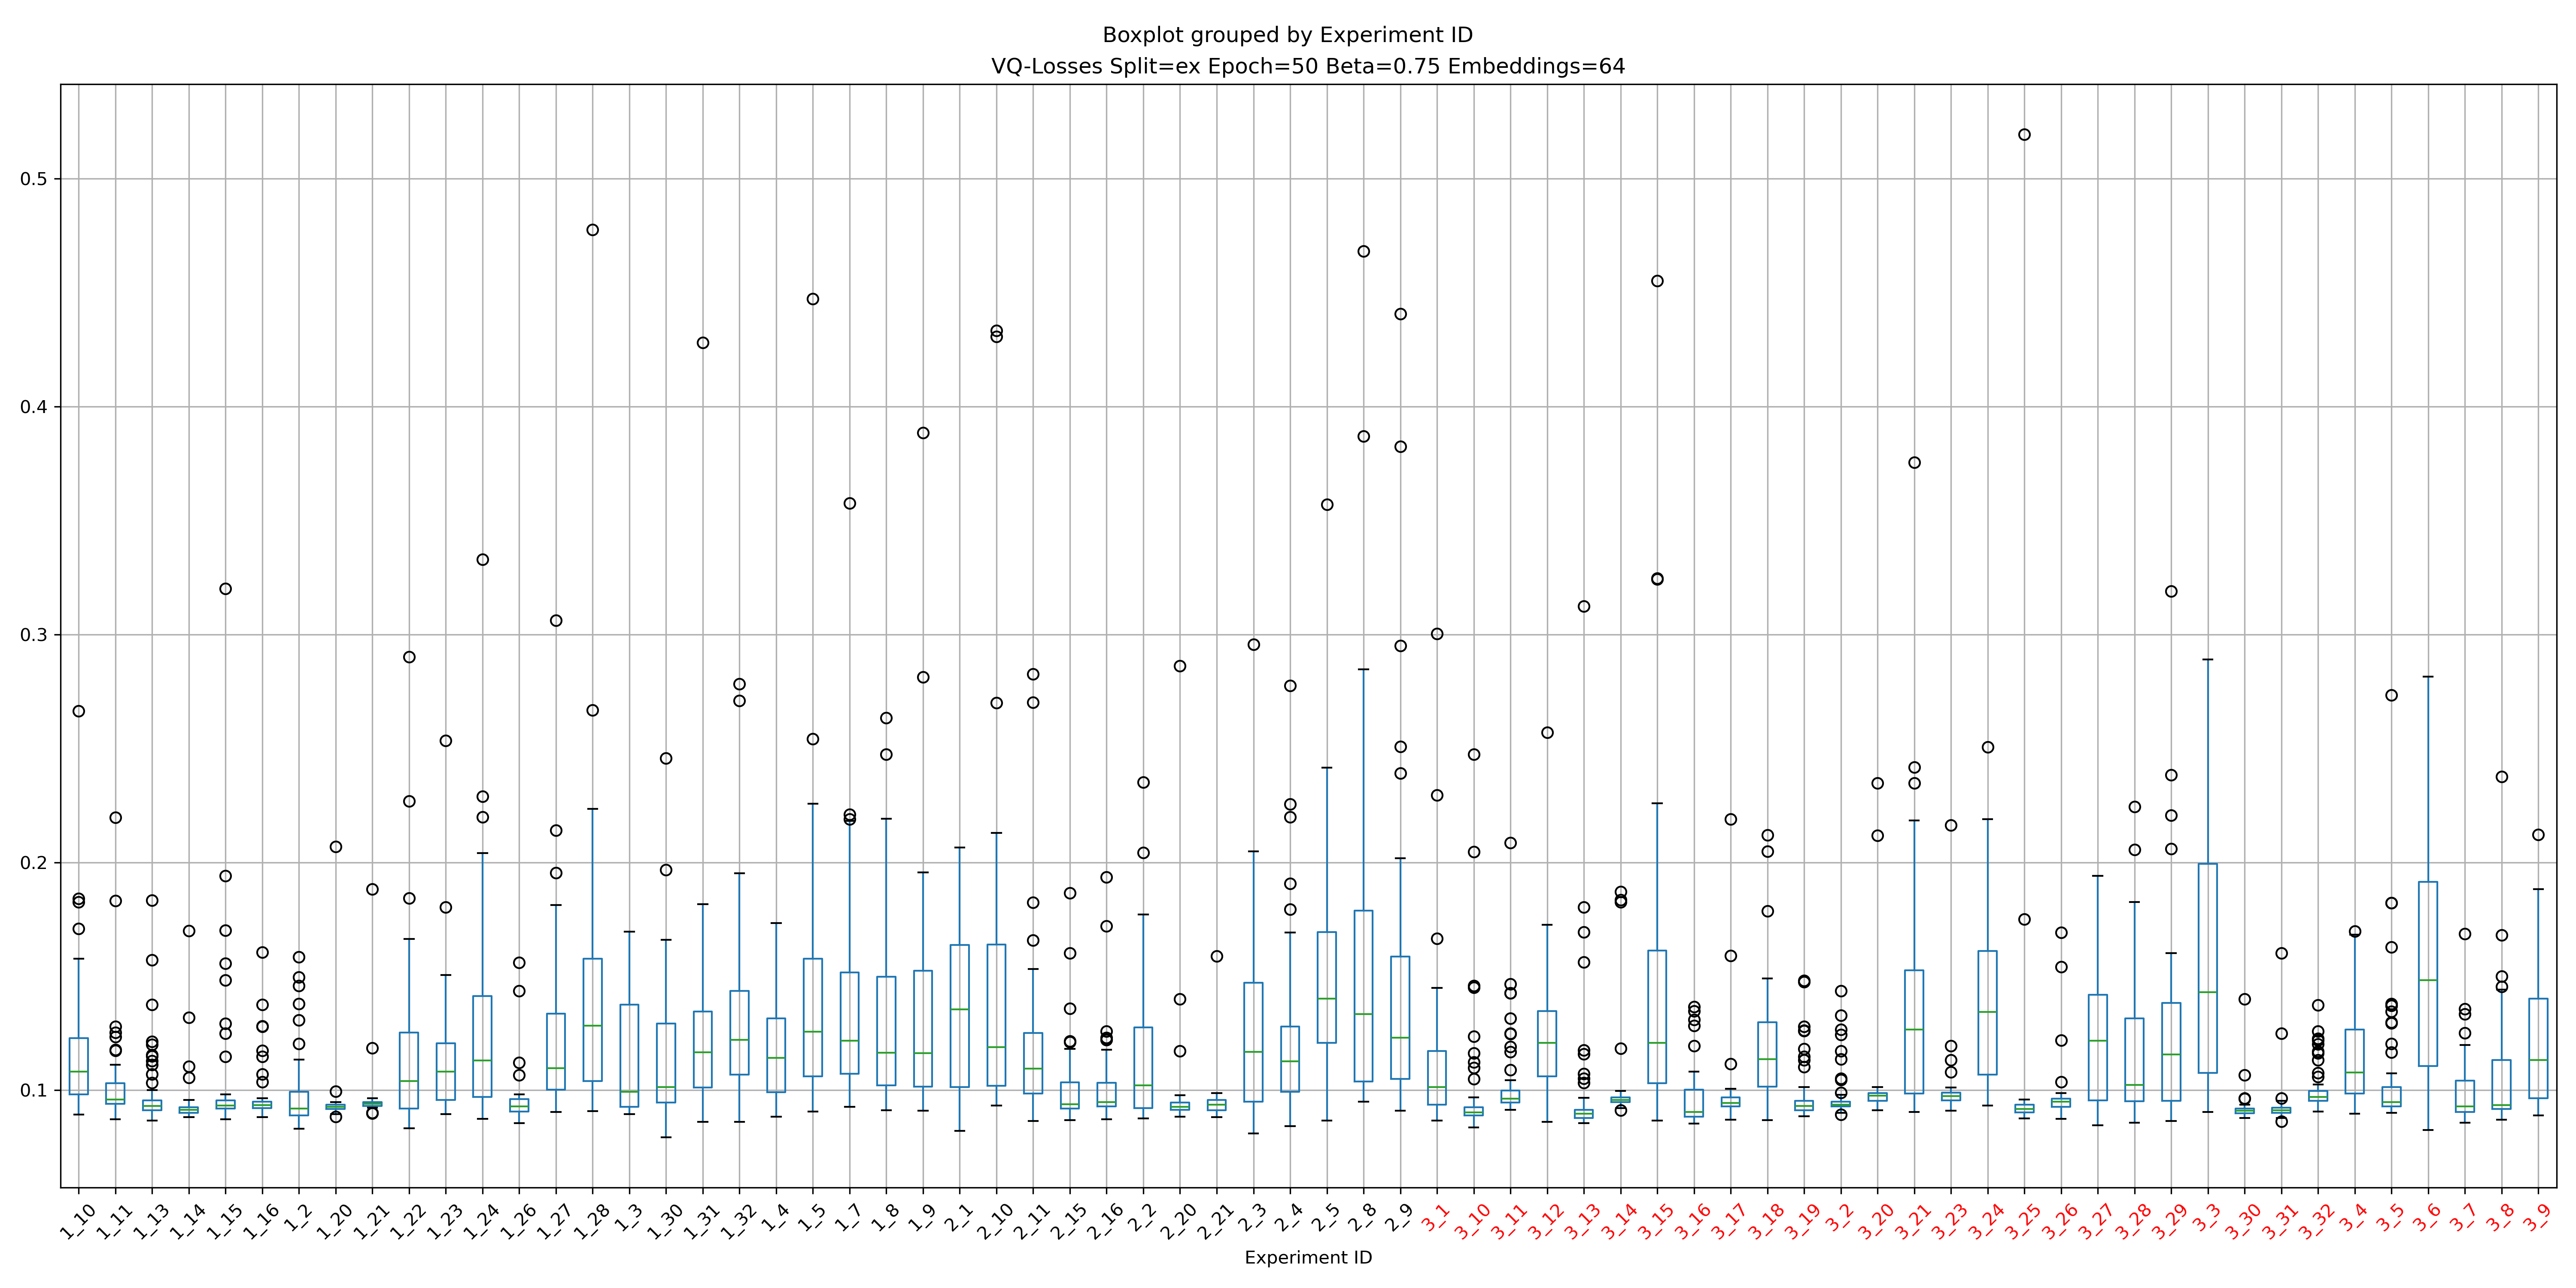 Boxplot grouped by Experiment ID
VQ-Losses Split=ex Epoch=50 Beta=0.75 Embeddings=64
0.5
0.4
0.3
0.2
0.1
1_10 1_11 1_13 1_14 1_15 1_16 1_2 1_20 1_21 1_22 1_23 1_24 1_26 1_27 1_28 1_3 1_30 1_31 1_32 1_4 1_5 1_7 1_8 1_9 2_1 2_10 2_11 2_15 2_16 2_2 2_20 2_21 2_3 2_4 2_5 2_8 2_9 3_1 3_10 3_11 3_12 3_13 3_14 3_15 3_16 3_17 3_18 3_19 3_2 3_20 3_21 3_23 3_24 3_25 3_26 3_27 3_28 3_29 3_3 3_30 3_31 3_32 3_4 3_5 3_6 3_7 3_8 3_9
Experiment ID